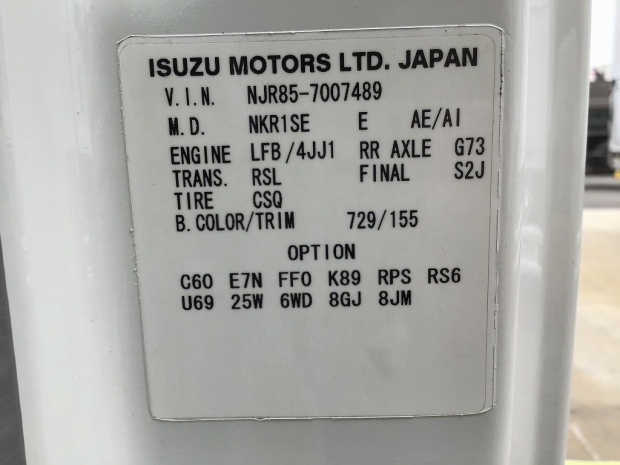 ISUZU MOTORS LTD. JAPAN
V.I.N. NJR85-7007489
M.D. NKR1SE E AE/AI
ENGINE LFB/4JJ1 RR AXLE G73
TRANS. RSL FINAL S2J
TIRE CSQ
B.COLOR/TRIM 729/155
OPTION
C60 E7N FF0 K89 RPS RS6
U69 25W 6WD 8GJ 8JM